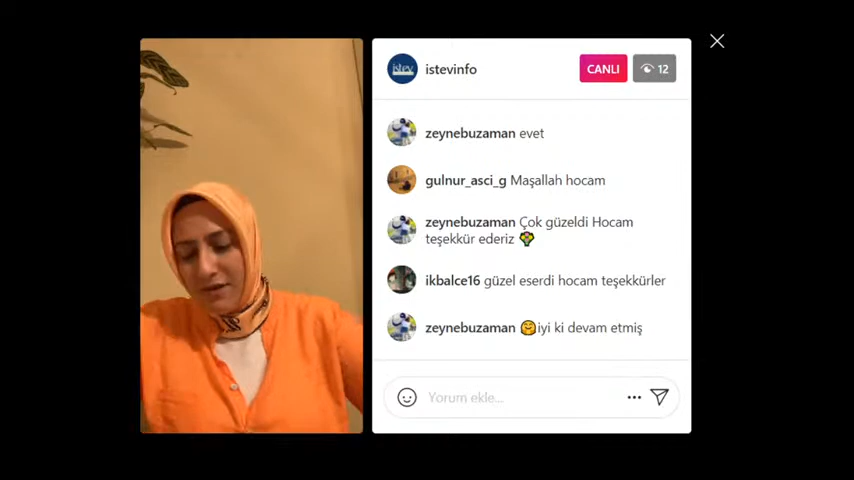 istev
istevinfo
CANLI
12
zeynebuzaman evet
gulnur_asci_g Maşallah hocam
zeynebuzaman Çok güzeldi Hocam
teşekkür ederiz 💐
ikbalce16 güzel eserdi hocam teşekkürler
zeynebuzaman 🤗iyi ki devam etmiş
Yorum ekle...